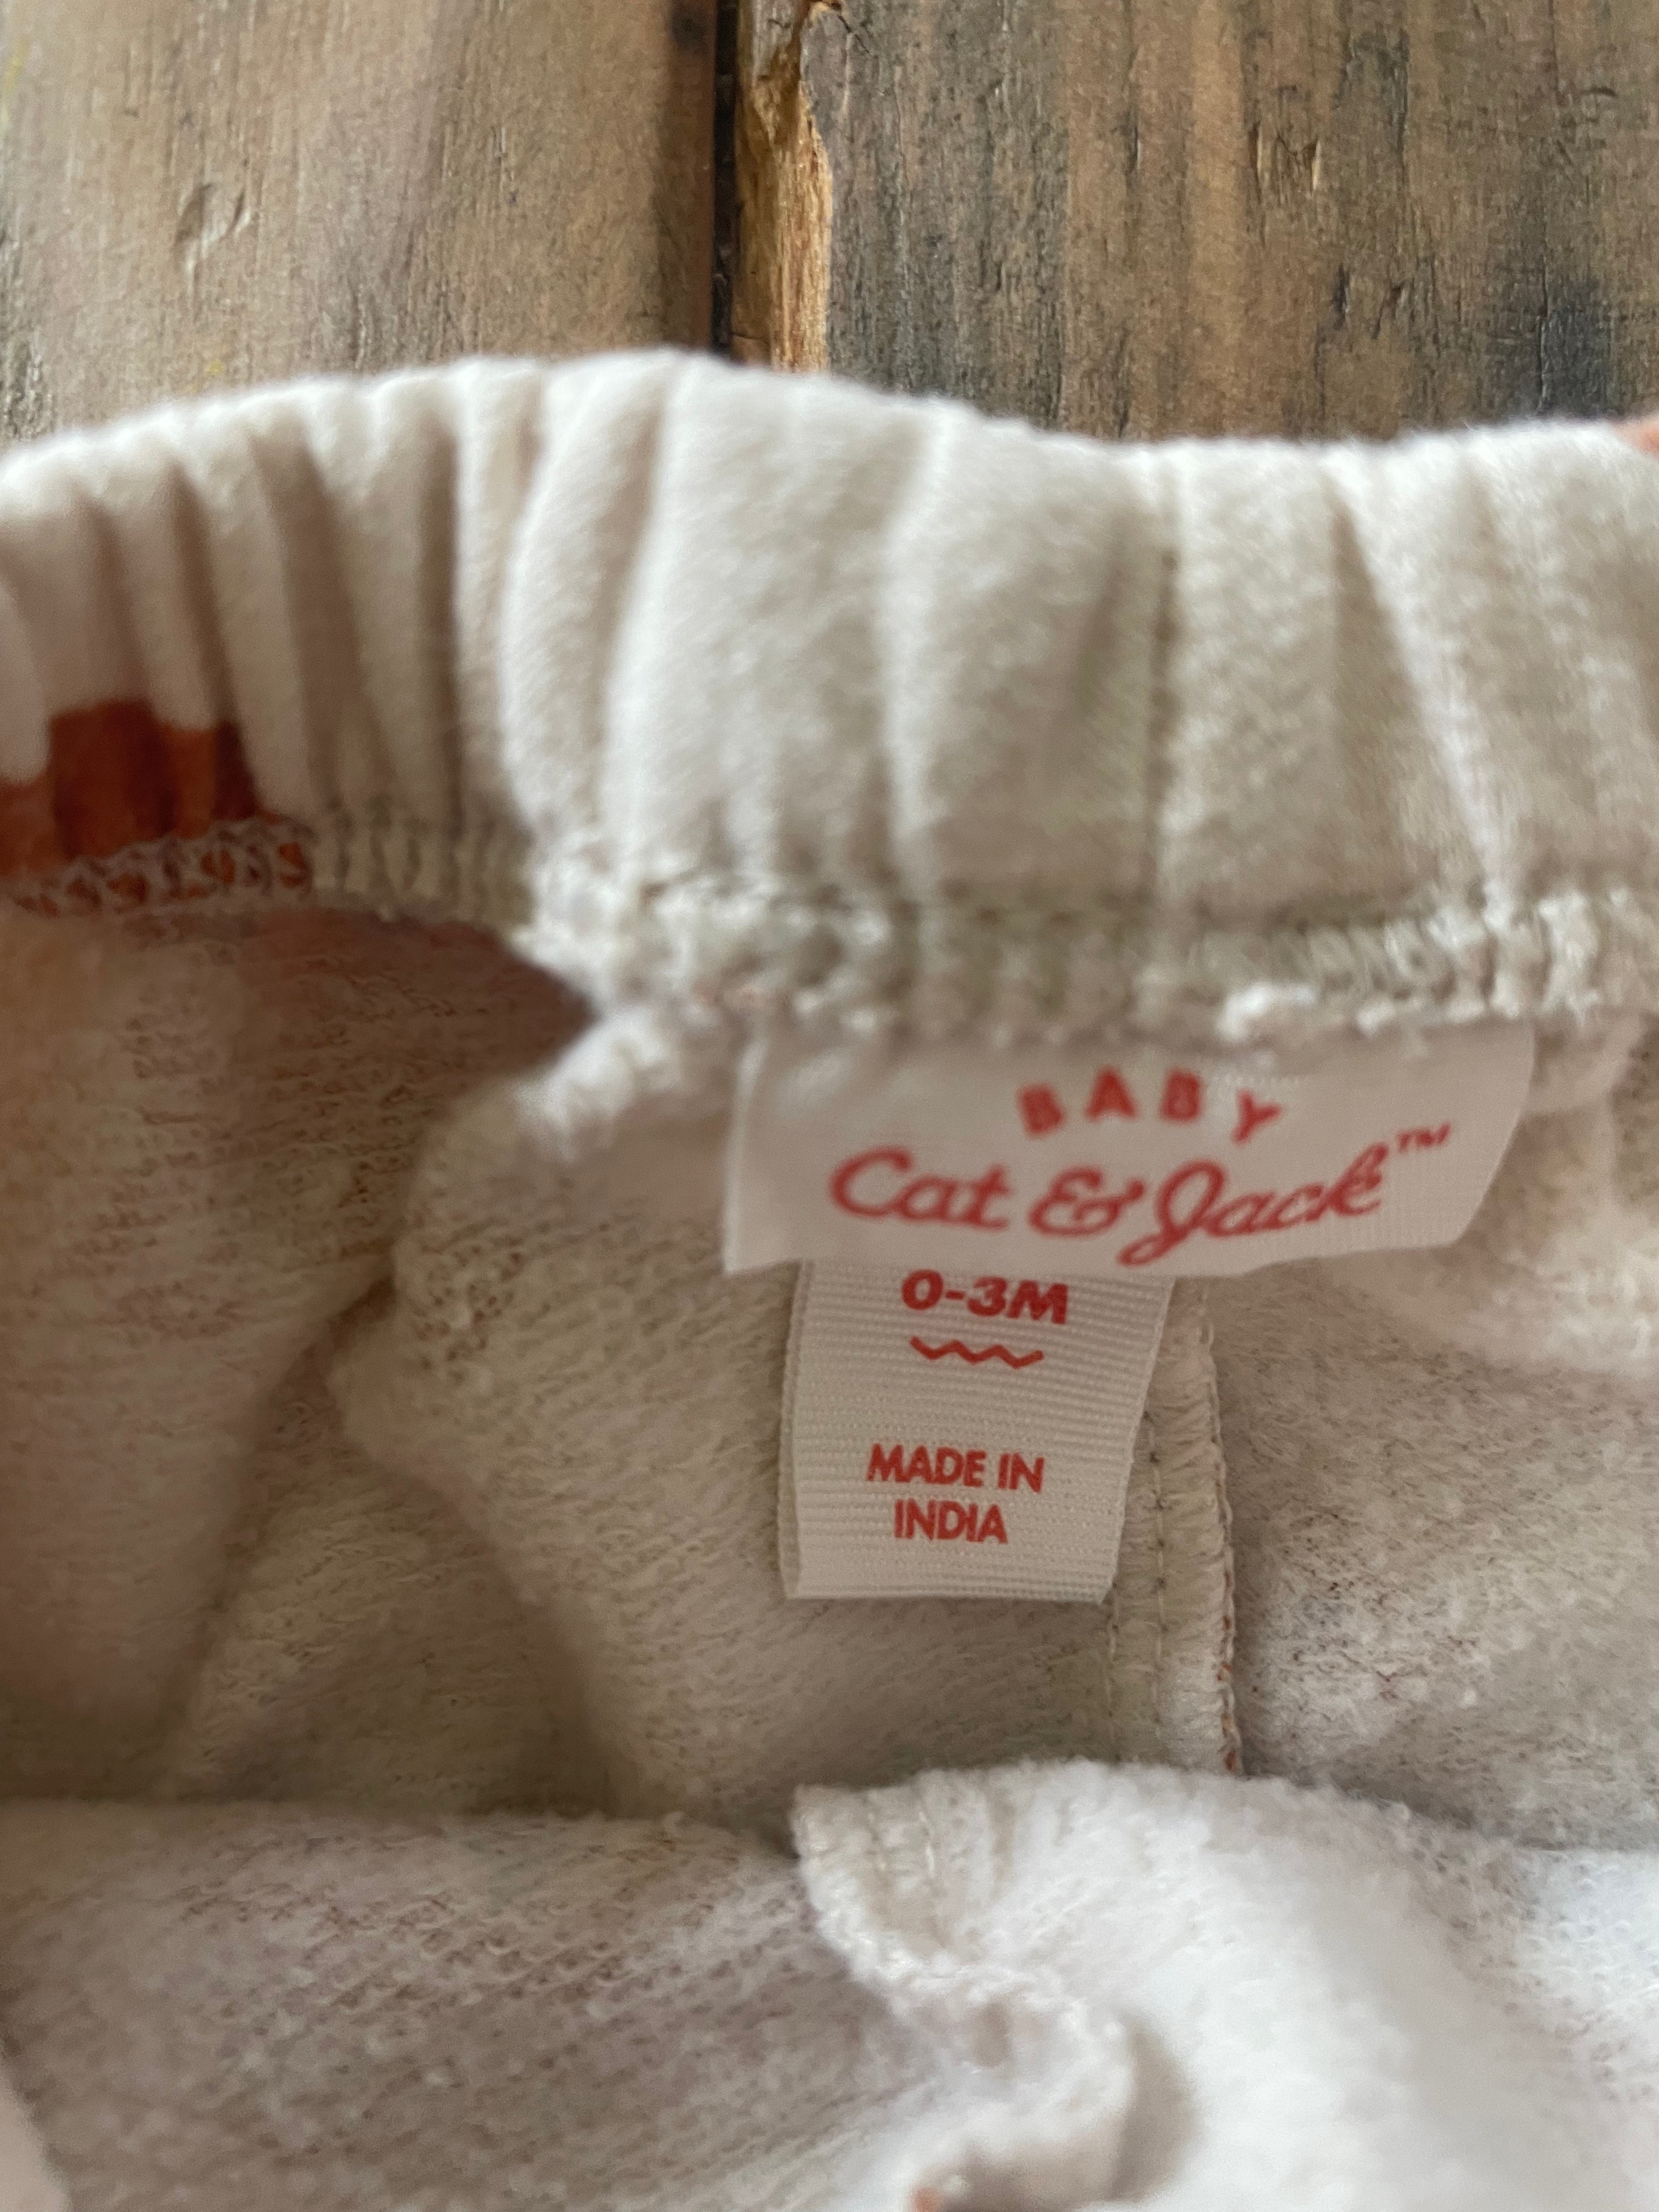 BABY
Cat & Jack™
0-3M
MADE IN
INDIA